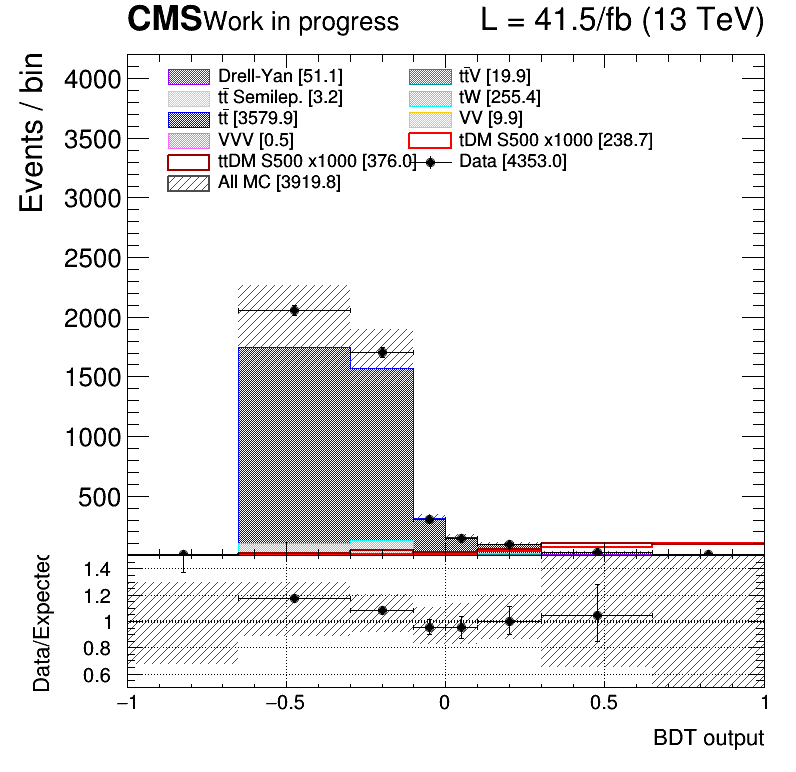 CMS Work in progress L = 41.5/fb (13 TeV)
Events / bin
4000
3500
3000
2500
2000
1500
1000
500
Drell-Yan [51.1] tt̄V [19.9]
tt̄ Semilep. [3.2] tW [255.4]
tt̄ [3579.9] VV [9.9]
VVV [0.5] tDM S500 x1000 [238.7]
ttDM S500 x1000 [376.0] Data [4353.0]
All MC [3919.8]
Data/Expected
1.4
1.2
1
0.8
0.6
−1 −0.5 0 0.5 1
BDT output